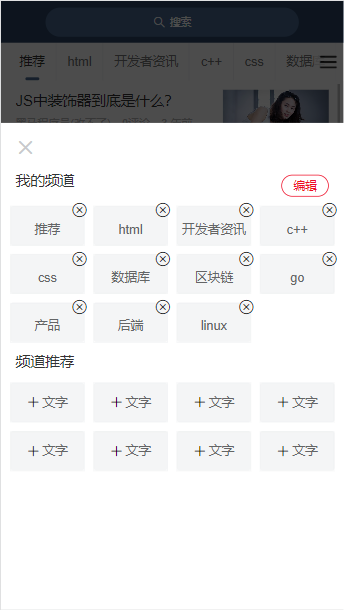 搜索
推荐 html 开发者资讯 c++ css 数据
JS中装饰器到底是什么?
我的频道 编辑
推荐 html 开发者资讯 c++
css 数据库 区块链 go
产品 后端 linux
频道推荐
+ 文字 + 文字 + 文字 + 文字
+ 文字 + 文字 + 文字 + 文字